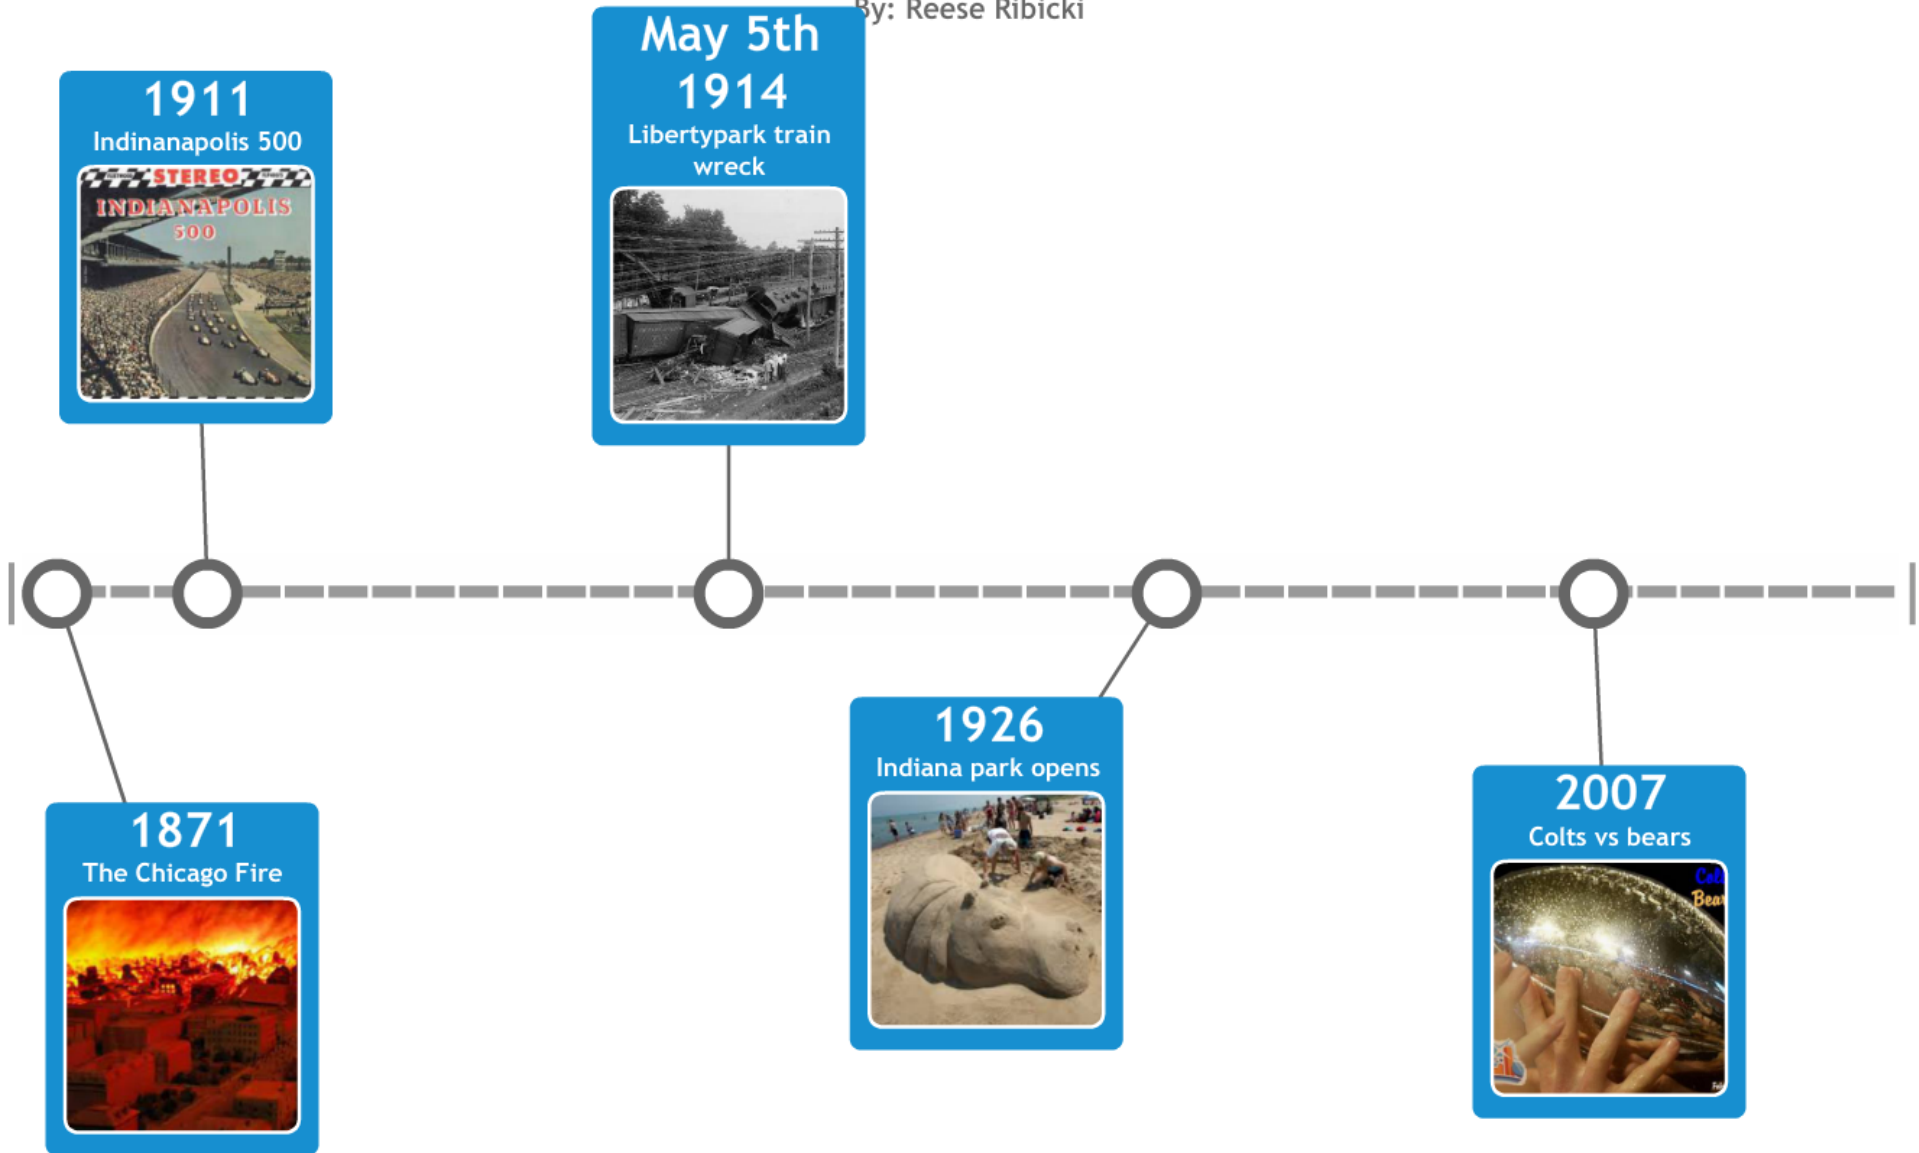 By: Reese Ribicki
May 5th
1914
Libertypark train
wreck
1911
Indinanapolis 500
STEREO
INDIANAPOLIS
500
1926
Indiana park opens
2007
Colts vs bears
1871
The Chicago Fire